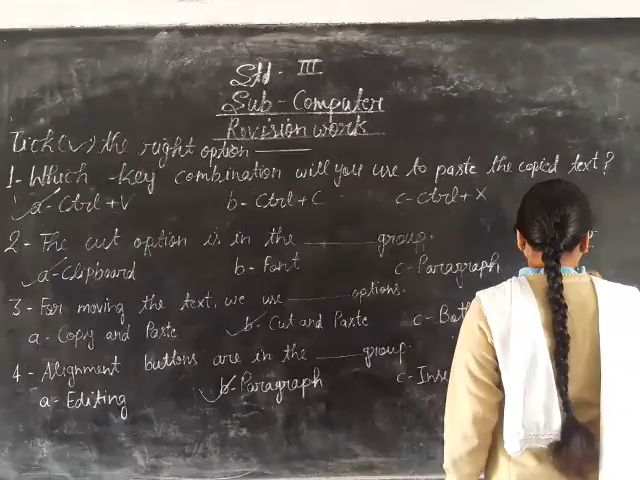 Std - III
Sub - Computer
Revision work
Tick (✓) the right option
1 - Which key combination will you use to paste the copied text?
✓ a - Ctrl + V b - Ctrl + C c - Ctrl + X
2 - The cut option is in the ______ group.
✓ a - Clipboard b - Font c - Paragraph
3 - For moving the text, we use ______ options.
a - Copy and Paste ✓ b - Cut and Paste c - Both
4 - Alignment buttons are in the ______ group.
a - Editing ✓ b - Paragraph c -